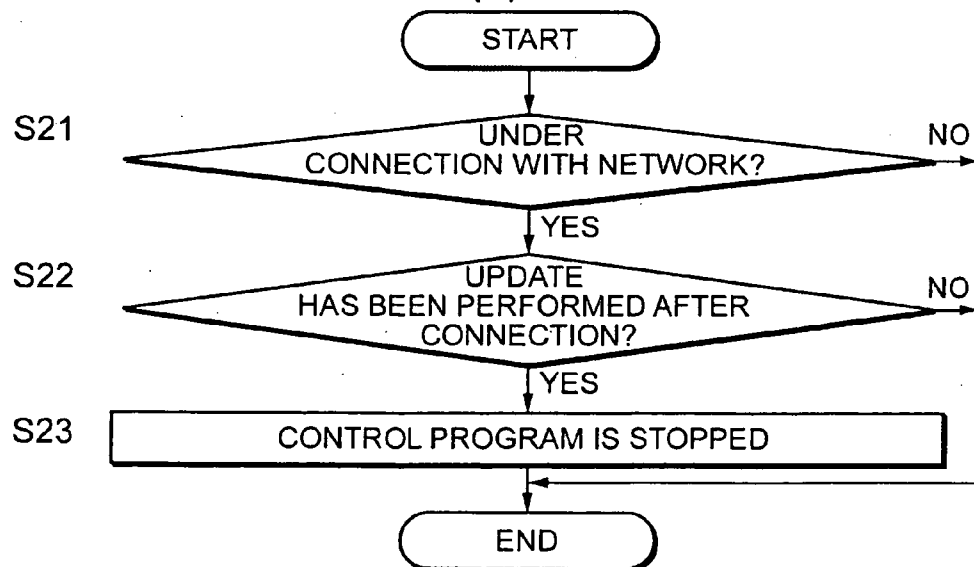 START
S21
UNDER
CONNECTION WITH NETWORK?
NO
YES
S22
UPDATE
HAS BEEN PERFORMED AFTER
CONNECTION?
NO
YES
S23
CONTROL PROGRAM IS STOPPED
END